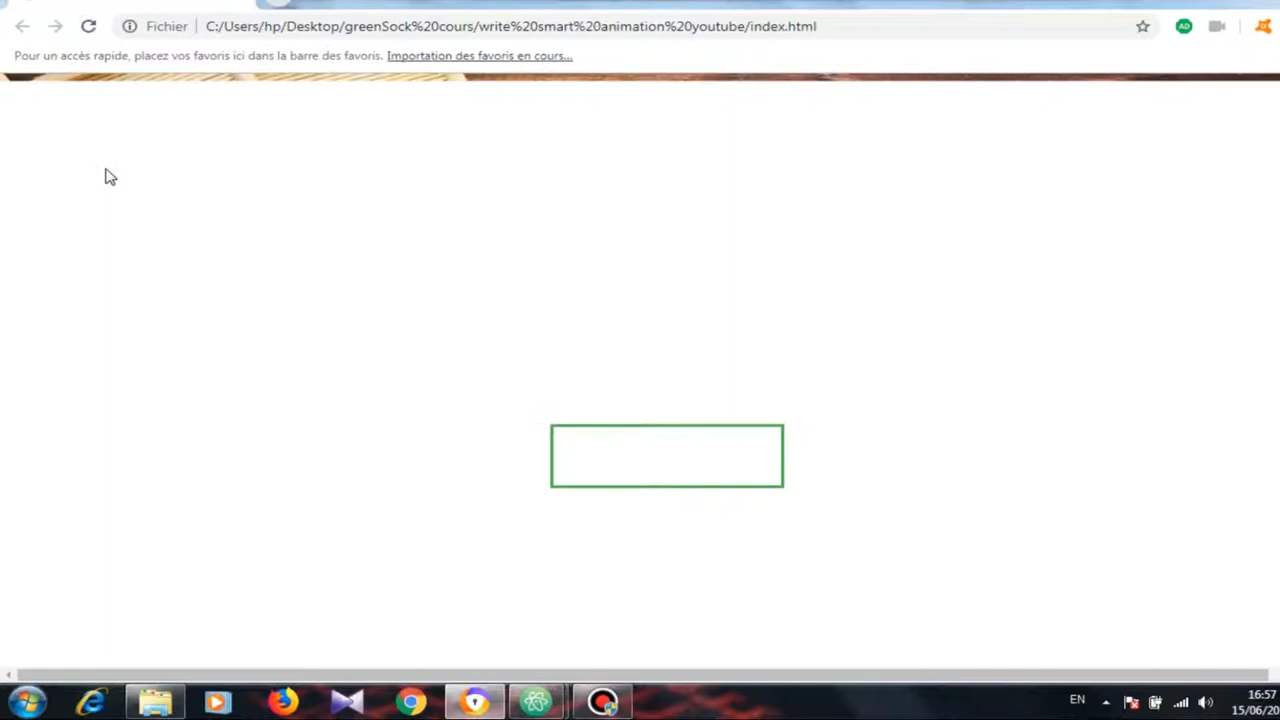 Fichier C:/Users/hp/Desktop/greenSock%20cours/write%20smart%20animation%20youtube/index.html
AD
Pour un accès rapide, placez vos favoris ici dans la barre des favoris. Importation des favoris en cours...
EN
16:57
15/06/20